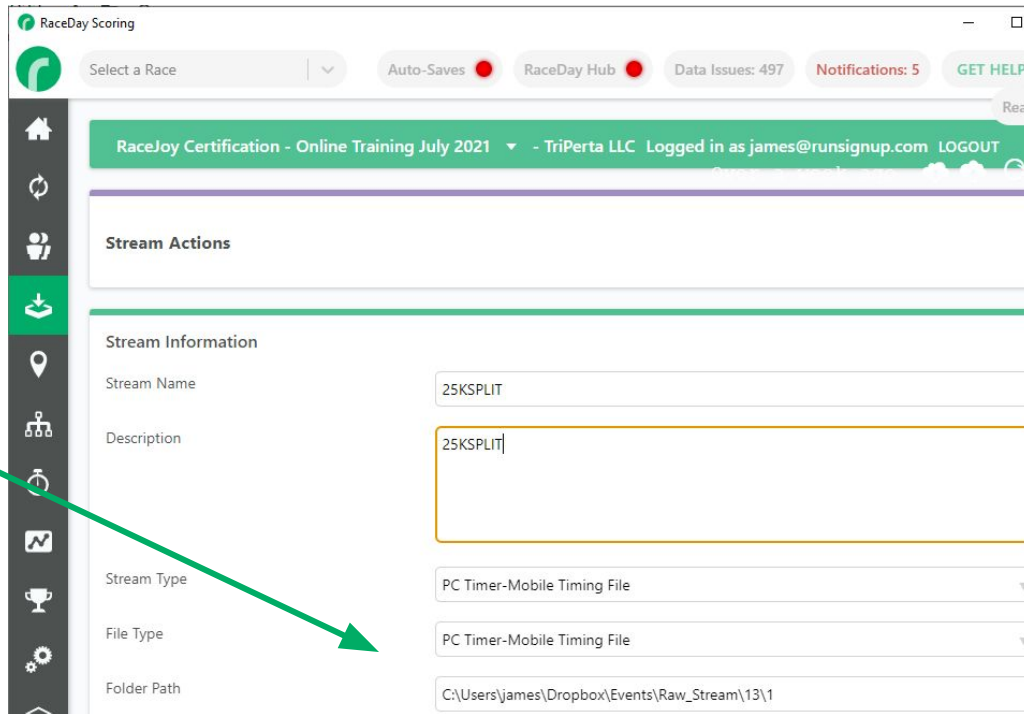 RaceDay Scoring
Select a Race
Auto-Saves
RaceDay Hub
Data Issues: 497
Notifications: 5
GET HELP
Rea
RaceJoy Certification - Online Training July 2021 - TriPerta LLC Logged in as james@runsignup.com LOGOUT
Stream Actions
Stream Information
Stream Name
25KSPLIT
Description
25KSPLIT
Stream Type
PC Timer-Mobile Timing File
File Type
PC Timer-Mobile Timing File
Folder Path
C:\Users\james\Dropbox\Events\Raw_Stream\13\1